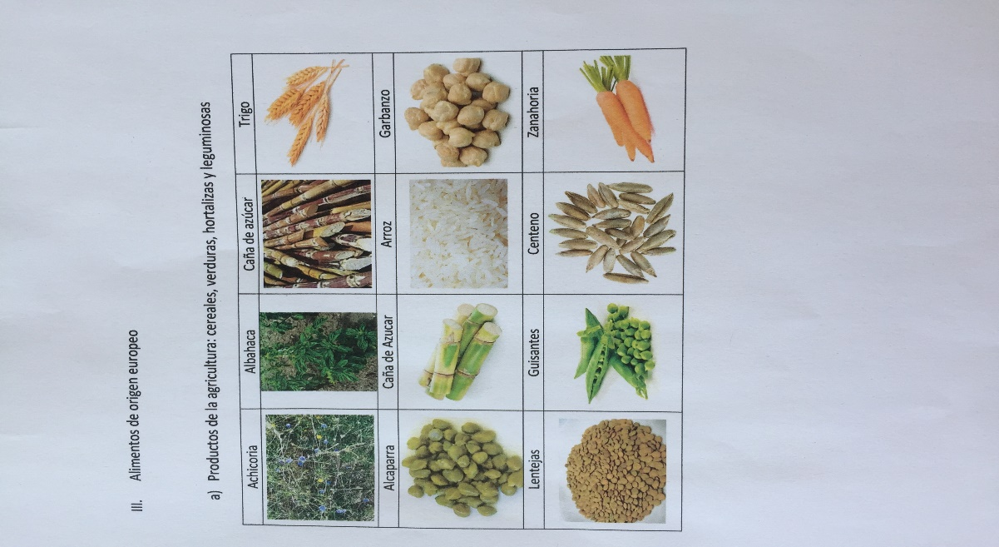 III. Alimentos de origen europeo
a) Productos de la agricultura: cereales, verduras, hortalizas y leguminosas
Achicoria Albahaca Caña de azúcar Trigo
Alcaparra Caña de Azucar Arroz Garbanzo
Lentejas Guisantes Centeno Zanahoria